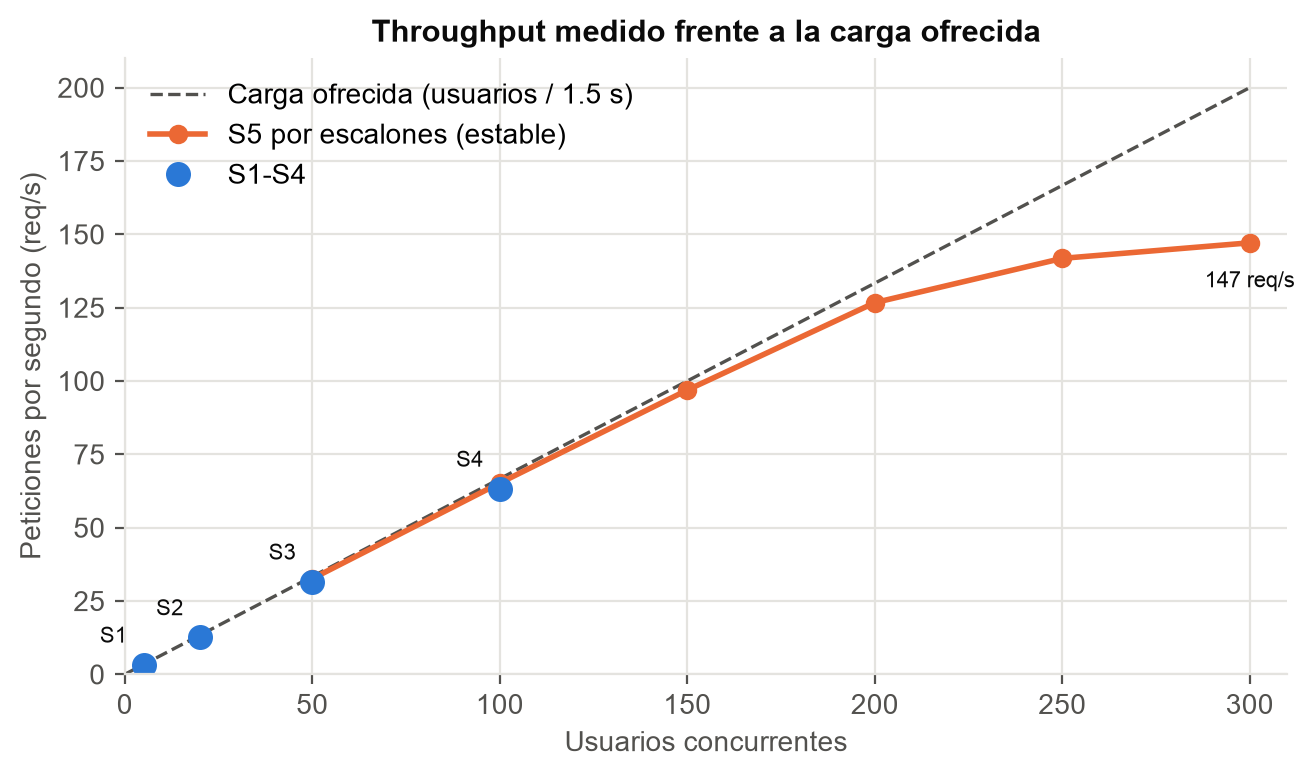 Throughput medido frente a la carga ofrecida
Carga ofrecida (usuarios / 1.5 s)
S5 por escalones (estable)
S1-S4
Peticiones por segundo (req/s)
200
175
150
125
100
75
50
25
0
S1
S2
S3
S4
147 req/s
0
50
100
150
200
250
300
Usuarios concurrentes